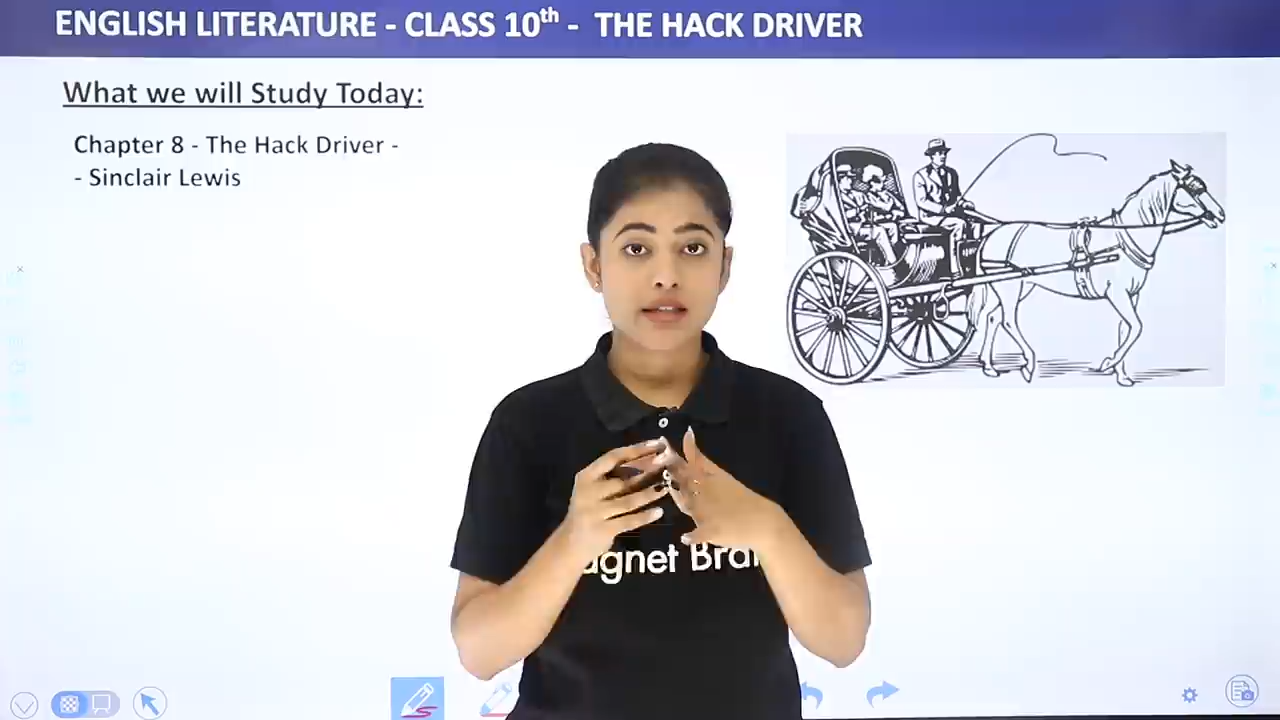 ENGLISH LITERATURE - CLASS 10th - THE HACK DRIVER
What we will Study Today:
Chapter 8 - The Hack Driver -
- Sinclair Lewis
agnet Bra